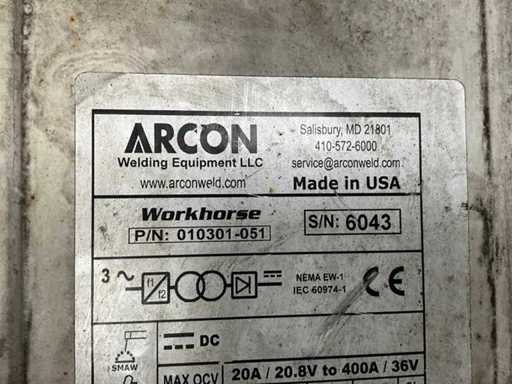 ARCON
Welding Equipment LLC
www.arconweld.com
Salisbury, MD 21801
410-572-6000
service@arconweld.com
Made in USA
Workhorse
P/N: 010301-051
S/N: 6043
3 f1 f2
NEMA EW-1
IEC 60974-1
CE
SMAW
DC
MAX OCV
20A / 20.8V to 400A / 36V